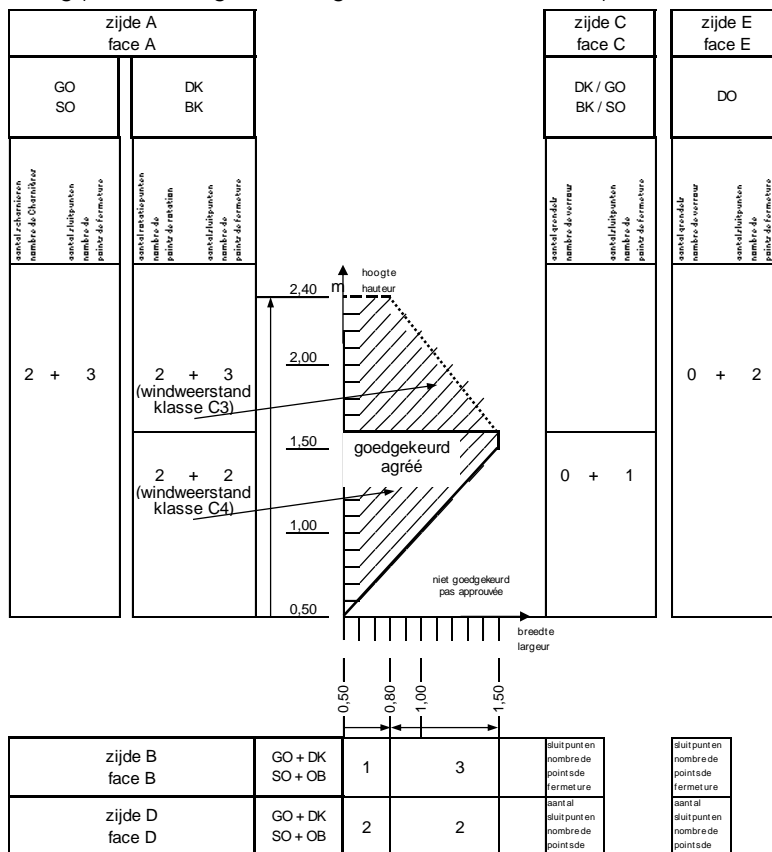 zijde A
face A
zijde C
face C
zijde E
face E
GO
SO
DK
BK
DK / GO
BK / SO
DO
aantal scharnieren
nombre de Charnières
aantal sluitpunten
nombre de
points de fermeture
aantal rotatiepunten
nombre de
points de rotation
aantal sluitpunten
nombre de
points de fermeture
aantal grendels
nombre de verroux
aantal sluitpunten
nombre de
points de fermeture
aantal grendels
nombre de verroux
aantal sluitpunten
nombre de
points de fermeture
m
hoogte
hauteur
2,40
2,00
1,50
1,00
0,50
2 + 3
2 + 3
(windweerstand
klasse C3)
2 + 2
(windweerstand
klasse C4)
goedgekeurd
agréé
0 + 1
0 + 2
niet goedgekeurd
pas approuvée
breedte
largeur
0,50
0,80
1,00
1,50
zijde B
face B
GO + DK
SO + OB
1
3
sluitpunten
nombre de
points de
fermeture
sluitpunten
nombre de
points de
fermeture
zijde D
face D
GO + DK
SO + OB
2
2
aantal
sluitpunten
nombre de
points de
aantal
sluitpunten
nombre de
points de